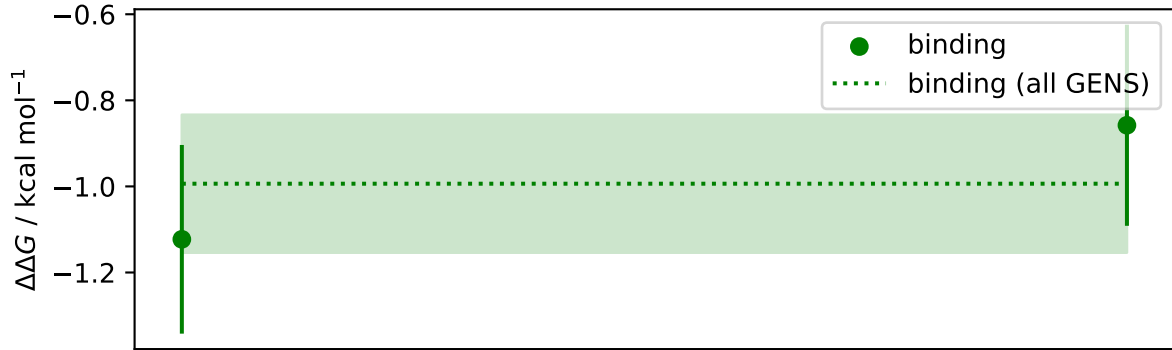 −0.6
−0.8
−1.0
−1.2
ΔΔG / kcal mol⁻¹
binding
binding (all GENS)